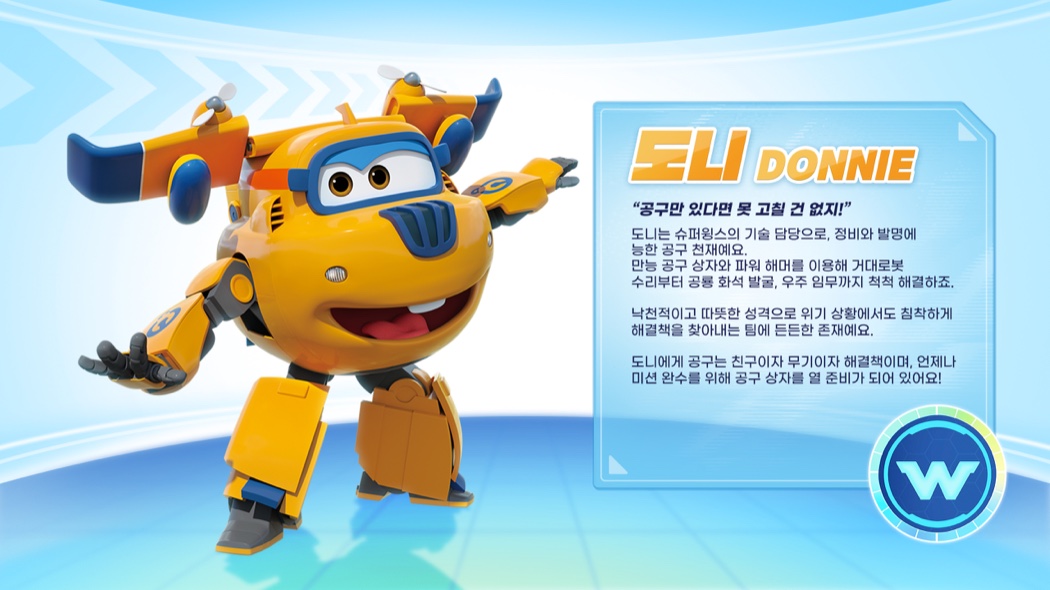 도니 DONNIE
“공구만 있다면 못 고칠 건 없지!”
도니는 슈퍼윙스의 기술 담당으로, 정비와 발명에
능한 공구 천재예요.
만능 공구 상자와 파워 해머를 이용해 거대로봇
수리부터 공룡 화석 발굴, 우주 임무까지 척척 해결하죠.
낙천적이고 따뜻한 성격으로 위기 상황에서도 침착하게
해결책을 찾아내는 팀에 든든한 존재예요.
도니에게 공구는 친구이자 무기이자 해결책이며, 언제나
미션 완수를 위해 공구 상자를 열 준비가 되어 있어요!
W